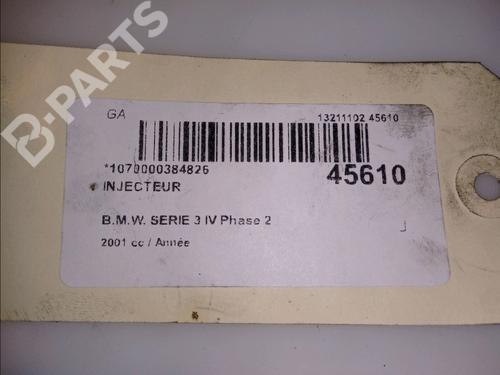 B-PARTS
GA
13211102 45610
*1070000384826
45610
INJECTEUR
B.M.W. SERIE 3 IV Phase 2
J
2001 cc / Année